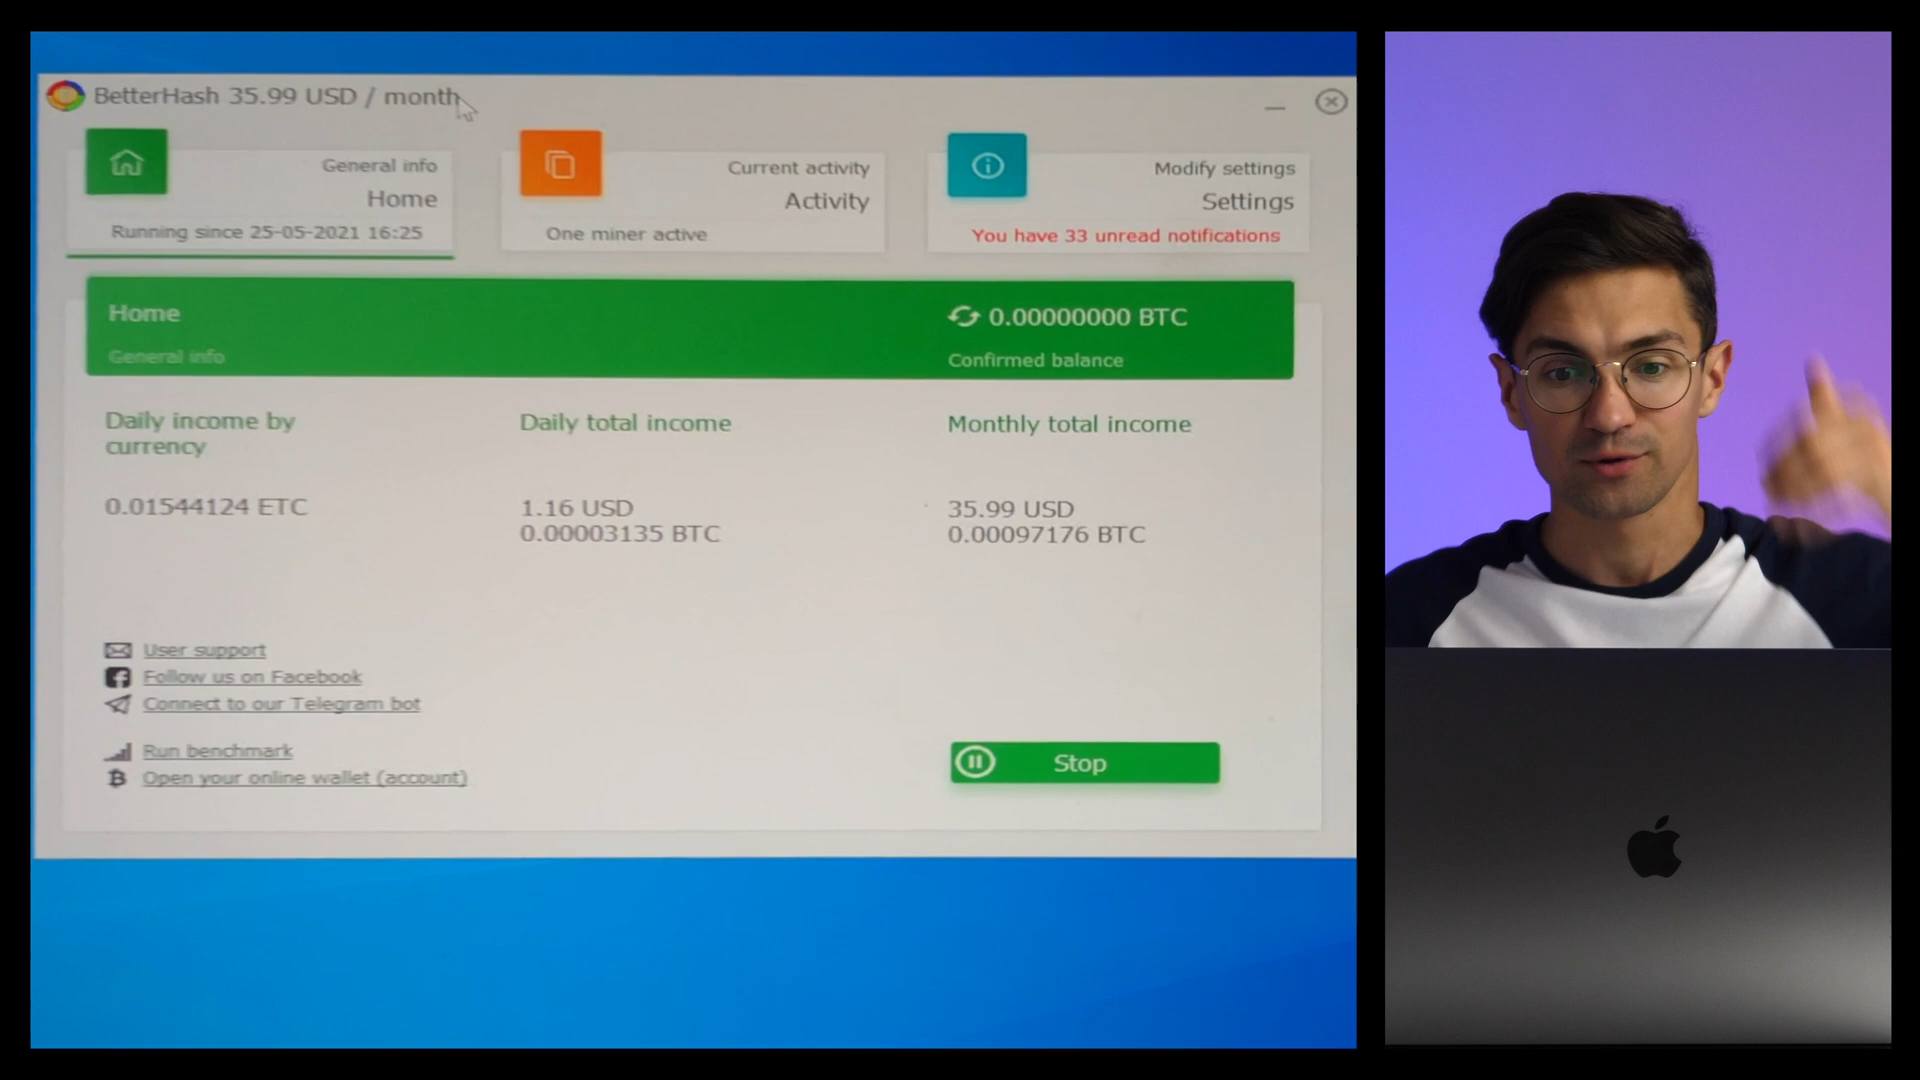 BetterHash 35.99 USD / month
General info
Home
Running since 25-05-2021 16:25
Current activity
Activity
One miner active
Modify settings
Settings
You have 33 unread notifications
Home
General info
0.00000000 BTC
Confirmed balance
Daily income by
currency
0.01544124 ETC
Daily total income
1.16 USD
0.00003135 BTC
Monthly total income
35.99 USD
0.00097176 BTC
User support
Follow us on Facebook
Connect to our Telegram bot
Run benchmark
Open your online wallet (account)
Stop